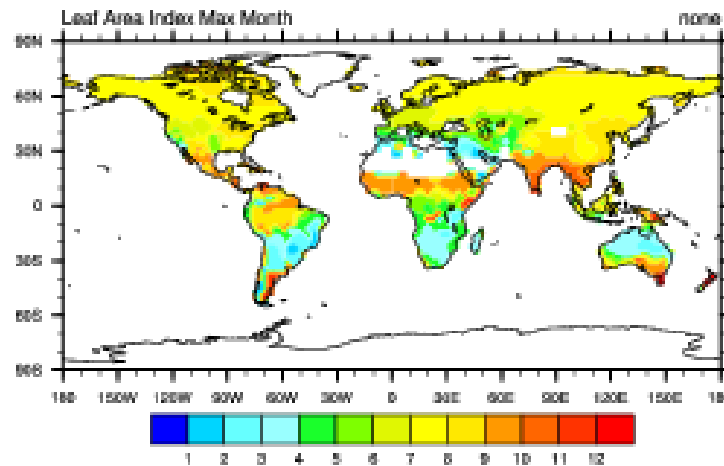 Leaf Area Index Max Month none
90N
60N
30N
0
30S
60S
90S
180 150W 120W 90W 60W 30W 0 30E 60E 90E 120E 150E 180
1 2 3 4 5 6 7 8 9 10 11 12